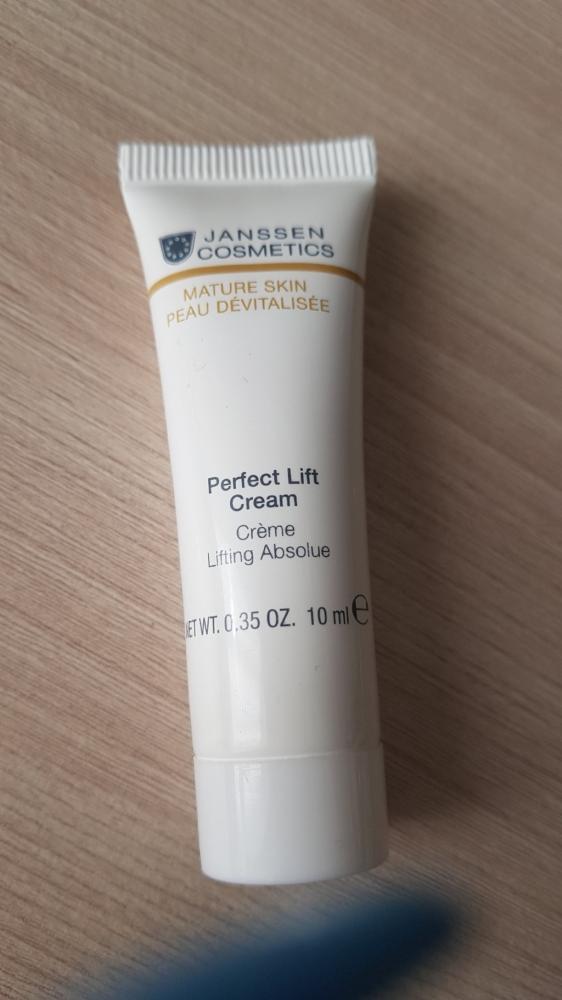 JANSSEN
COSMETICS
MATURE SKIN
PEAU DÉVITALISÉE
Perfect Lift
Cream
Crème
Lifting Absolue
NET WT. 0.35 OZ. 10 ml ℮